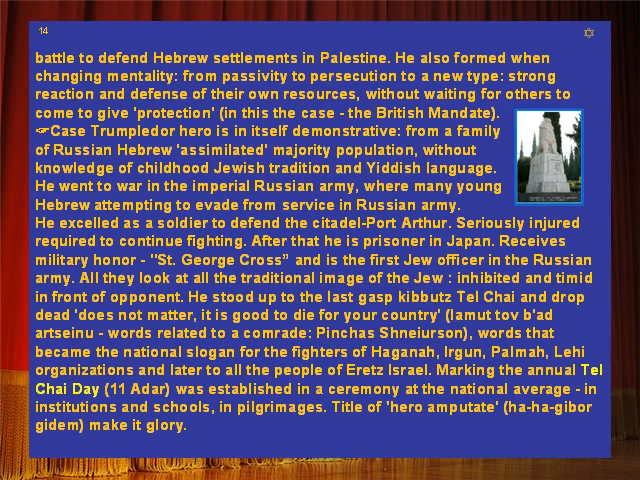 14
battle to defend Hebrew settlements in Palestine. He also formed when
changing mentality: from passivity to persecution to a new type: strong
reaction and defense of their own resources, without waiting for others to
come to give 'protection' (in this the case - the British Mandate).
☞Case Trumpledor hero is in itself demonstrative: from a family
of Russian Hebrew 'assimilated' majority population, without
knowledge of childhood Jewish tradition and Yiddish language.
He went to war in the imperial Russian army, where many young
Hebrew attempting to evade from service in Russian army.
He excelled as a soldier to defend the citadel-Port Arthur. Seriously injured
required to continue fighting. After that he is prisoner in Japan. Receives
military honor - "St. George Cross” and is the first Jew officer in the Russian
army. All they look at all the traditional image of the Jew : inhibited and timid
in front of opponent. He stood up to the last gasp kibbutz Tel Chai and drop
dead 'does not matter, it is good to die for your country' (lamut tov b'ad
artseinu - words related to a comrade: Pinchas Shneiurson), words that
became the national slogan for the fighters of Haganah, Irgun, Palmah, Lehi
organizations and later to all the people of Eretz Israel. Marking the annual Tel
Chai Day (11 Adar) was established in a ceremony at the national average - in
institutions and schools, in pilgrimages. Title of 'hero amputate' (ha-ha-gibor
gidem) make it glory.